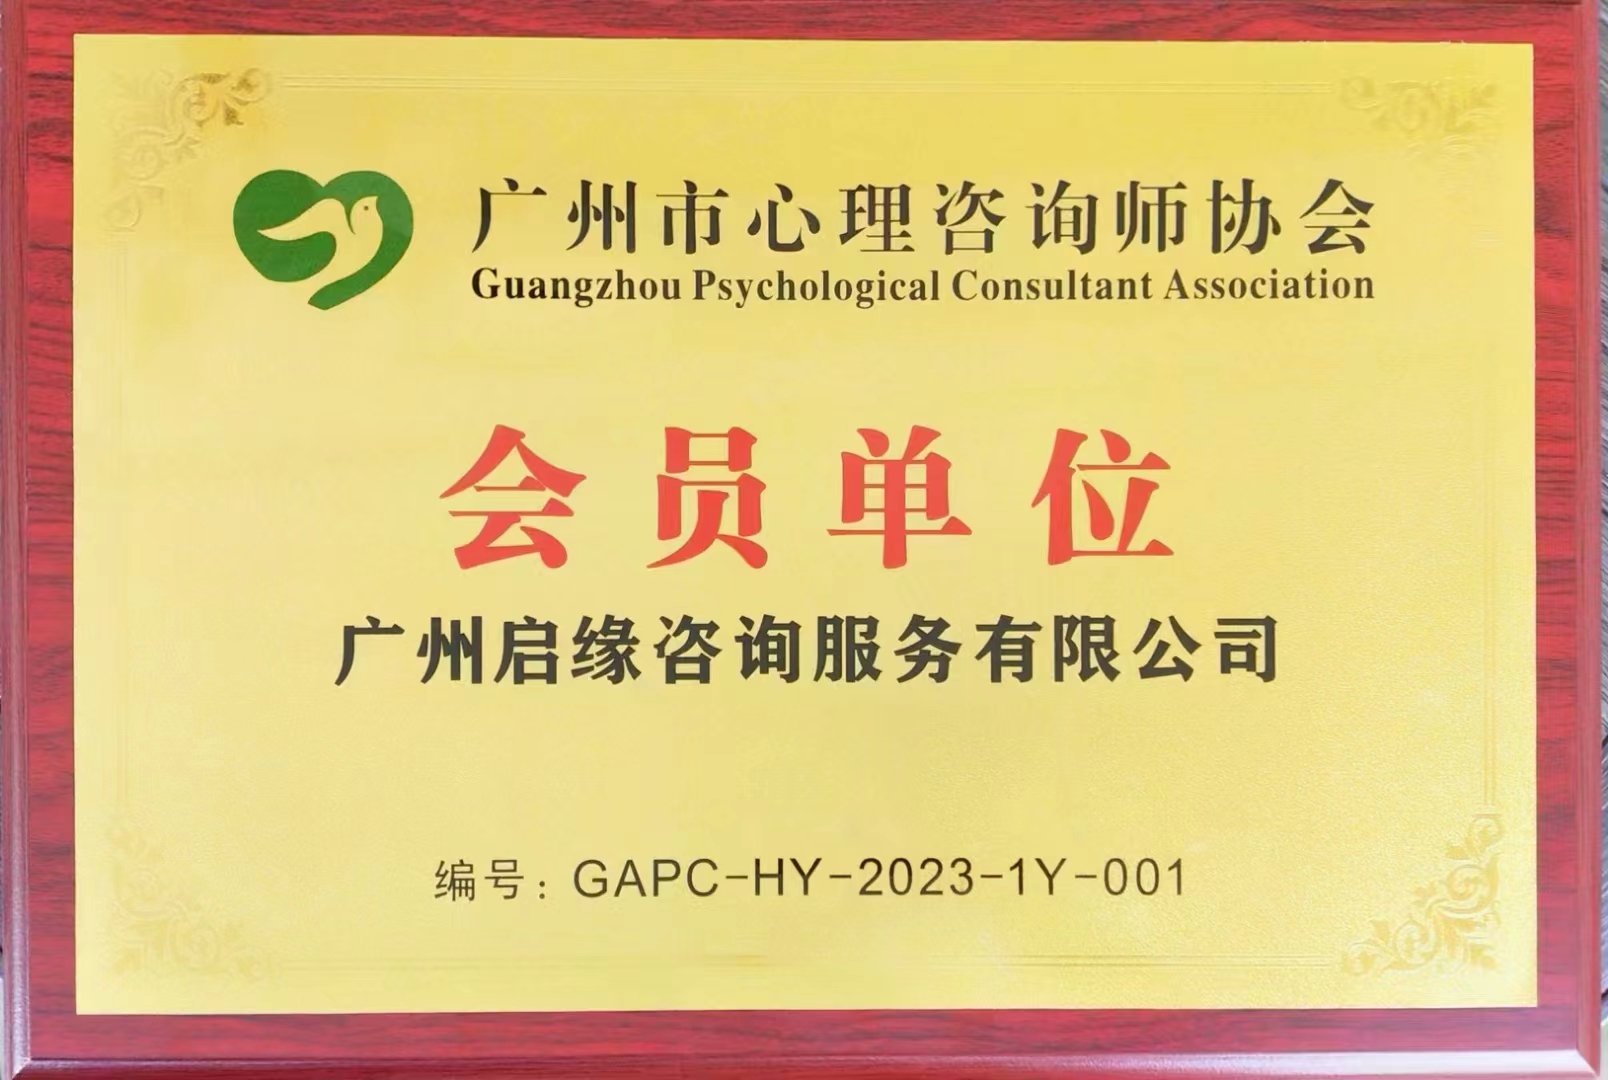 广州市心理咨询师协会
Guangzhou Psychological Consultant Association
会员单位
广州启缘咨询服务有限公司
编号：GAPC-HY-2023-1Y-001